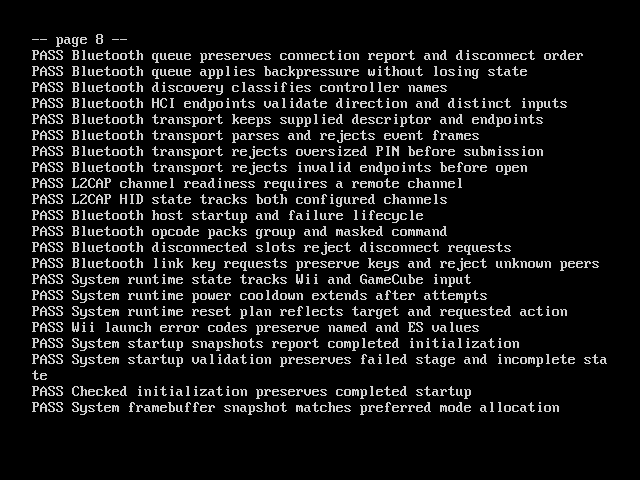 -- page 8 --
PASS Bluetooth queue preserves connection report and disconnect order
PASS Bluetooth queue applies backpressure without losing state
PASS Bluetooth discovery classifies controller names
PASS Bluetooth HCI endpoints validate direction and distinct inputs
PASS Bluetooth transport keeps supplied descriptor and endpoints
PASS Bluetooth transport parses and rejects event frames
PASS Bluetooth transport rejects oversized PIN before submission
PASS Bluetooth transport rejects invalid endpoints before open
PASS L2CAP channel readiness requires a remote channel
PASS L2CAP HID state tracks both configured channels
PASS Bluetooth host startup and failure lifecycle
PASS Bluetooth opcode packs group and masked command
PASS Bluetooth disconnected slots reject disconnect requests
PASS Bluetooth link key requests preserve keys and reject unknown peers
PASS System runtime state tracks Wii and GameCube input
PASS System runtime power cooldown extends after attempts
PASS System runtime reset plan reflects target and requested action
PASS Wii launch error codes preserve named and ES values
PASS System startup snapshots report completed initialization
PASS System startup validation preserves failed stage and incomplete sta
te
PASS Checked initialization preserves completed startup
PASS System framebuffer snapshot matches preferred mode allocation